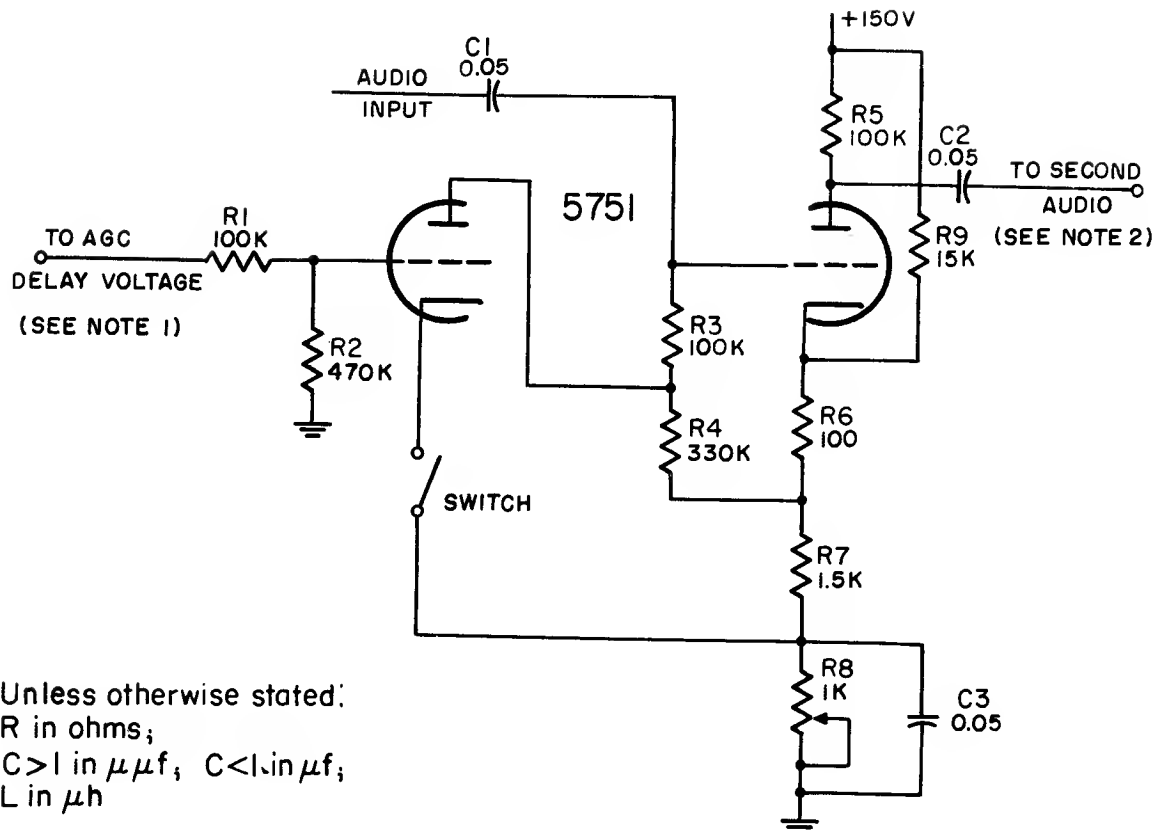 +150V
C1
0.05
AUDIO
INPUT
R5
100K
C2
0.05
TO SECOND
AUDIO
(SEE NOTE 2)
5751
R1
100K
TO AGC
DELAY VOLTAGE
(SEE NOTE 1)
R9
15K
R2
470K
R3
100K
R4
330K
R6
100
SWITCH
R7
1.5K
R8
1K
C3
0.05
Unless otherwise stated:
R in ohms;
C>1 in μμf; C<1.in μf;
L in μh